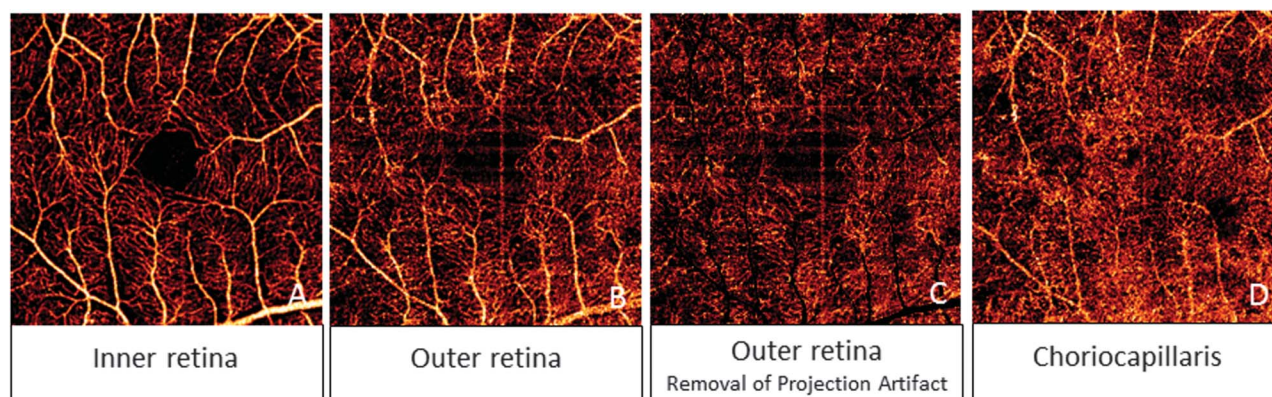 A
B
C
D
Inner retina
Outer retina
Outer retina
Removal of Projection Artifact
Choriocapillaris